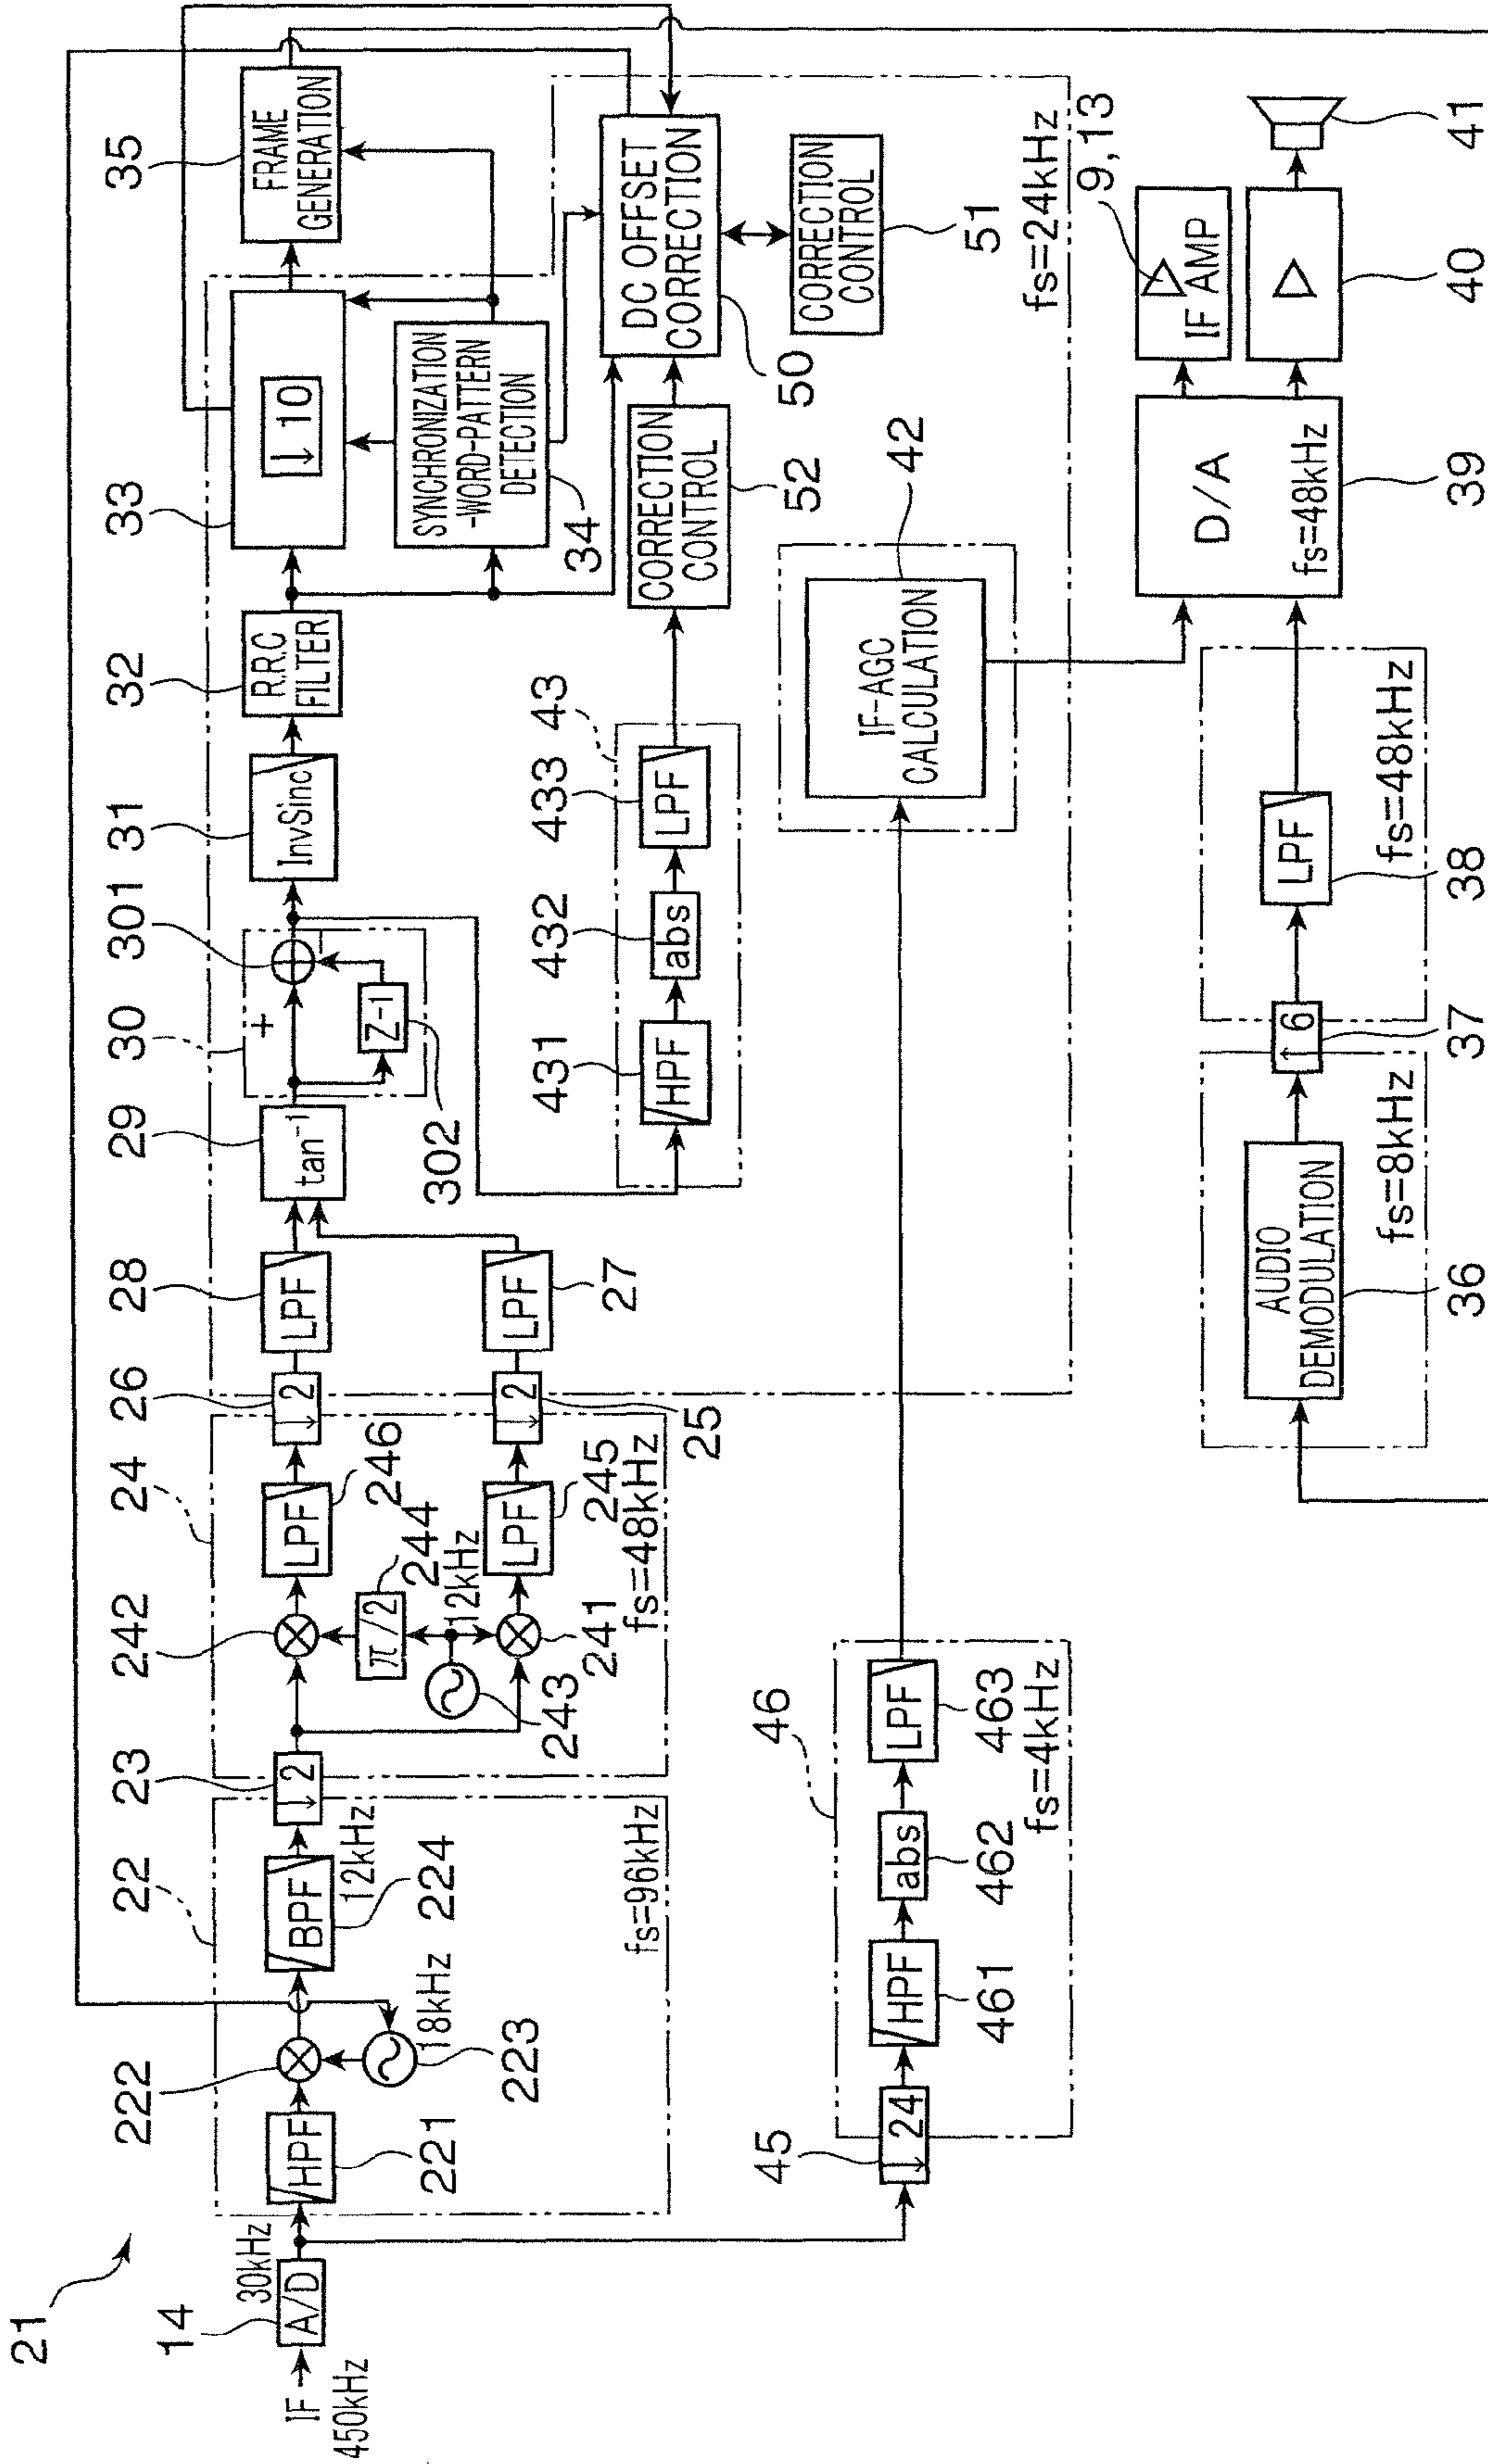 21
IF
450kHz
14
A/D
30kHz
22
HPF
221
222
223
18kHz
BPF
224
12kHz
fs=96kHz
23
↓2
24
242
241
243
π/2
244
12kHz
LPF
246
LPF
245
fs=48kHz
26
↓2
25
↓2
28
LPF
27
LPF
29
tan⁻¹
30
+
301
−
Z-1
302
31
InvSinc
32
R.R.C
FILTER
33
↓10
SYNCHRONIZATION
-WORD-PATTERN
DETECTION
34
35
FRAME
GENERATION
43
431
HPF
432
abs
433
LPF
CORRECTION
CONTROL
52
DC OFFSET
CORRECTION
50
CORRECTION
CONTROL
51
fs=24kHz
45
↓24
46
HPF
461
abs
462
LPF
463
fs=4kHz
IF-AGC
CALCULATION
42
AUDIO
DEMODULATION
36
fs=8kHz
↑6
37
LPF
38
fs=48kHz
D/A
fs=48kHz
39
IF AMP
9,13
40
41